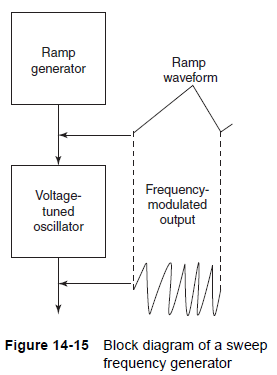 Ramp
generator
Ramp
waveform
Voltage-
tuned
oscillator
Frequency-
modulated
output
Figure 14-15 Block diagram of a sweep
frequency generator